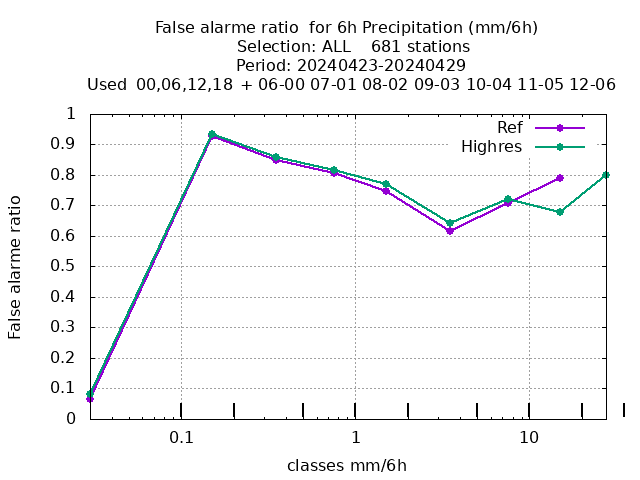 False alarme ratio  for 6h Precipitation (mm/6h)
Selection: ALL    681 stations
Period: 20240423-20240429
Used  00,06,12,18  + 06-00 07-01 08-02 09-03 10-04 11-05 12-06
Ref
Highres
1
0.9
0.8
0.7
0.6
0.5
0.4
0.3
0.2
0.1
0
False alarme ratio
0.1 1 10
classes mm/6h